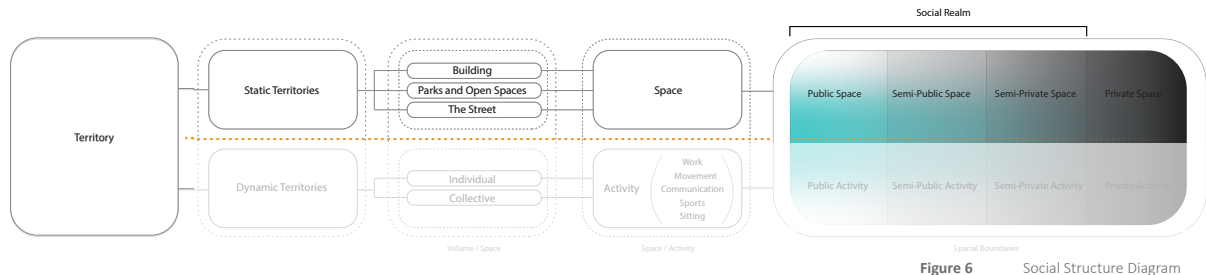 Social Realm
Territory
Static Territories
Building
Parks and Open Spaces
The Street
Space
Public Space
Semi-Public Space
Semi-Private Space
Private Space
Dynamic Territories
Individual
Collective
Activity
Work
Movement
Communication
Sports
Sitting
Public Activity
Semi-Public Activity
Semi-Private Activity
Private Activity
Volume / Space
Space / Activity
Spacial Boundaries
Figure 6 Social Structure Diagram